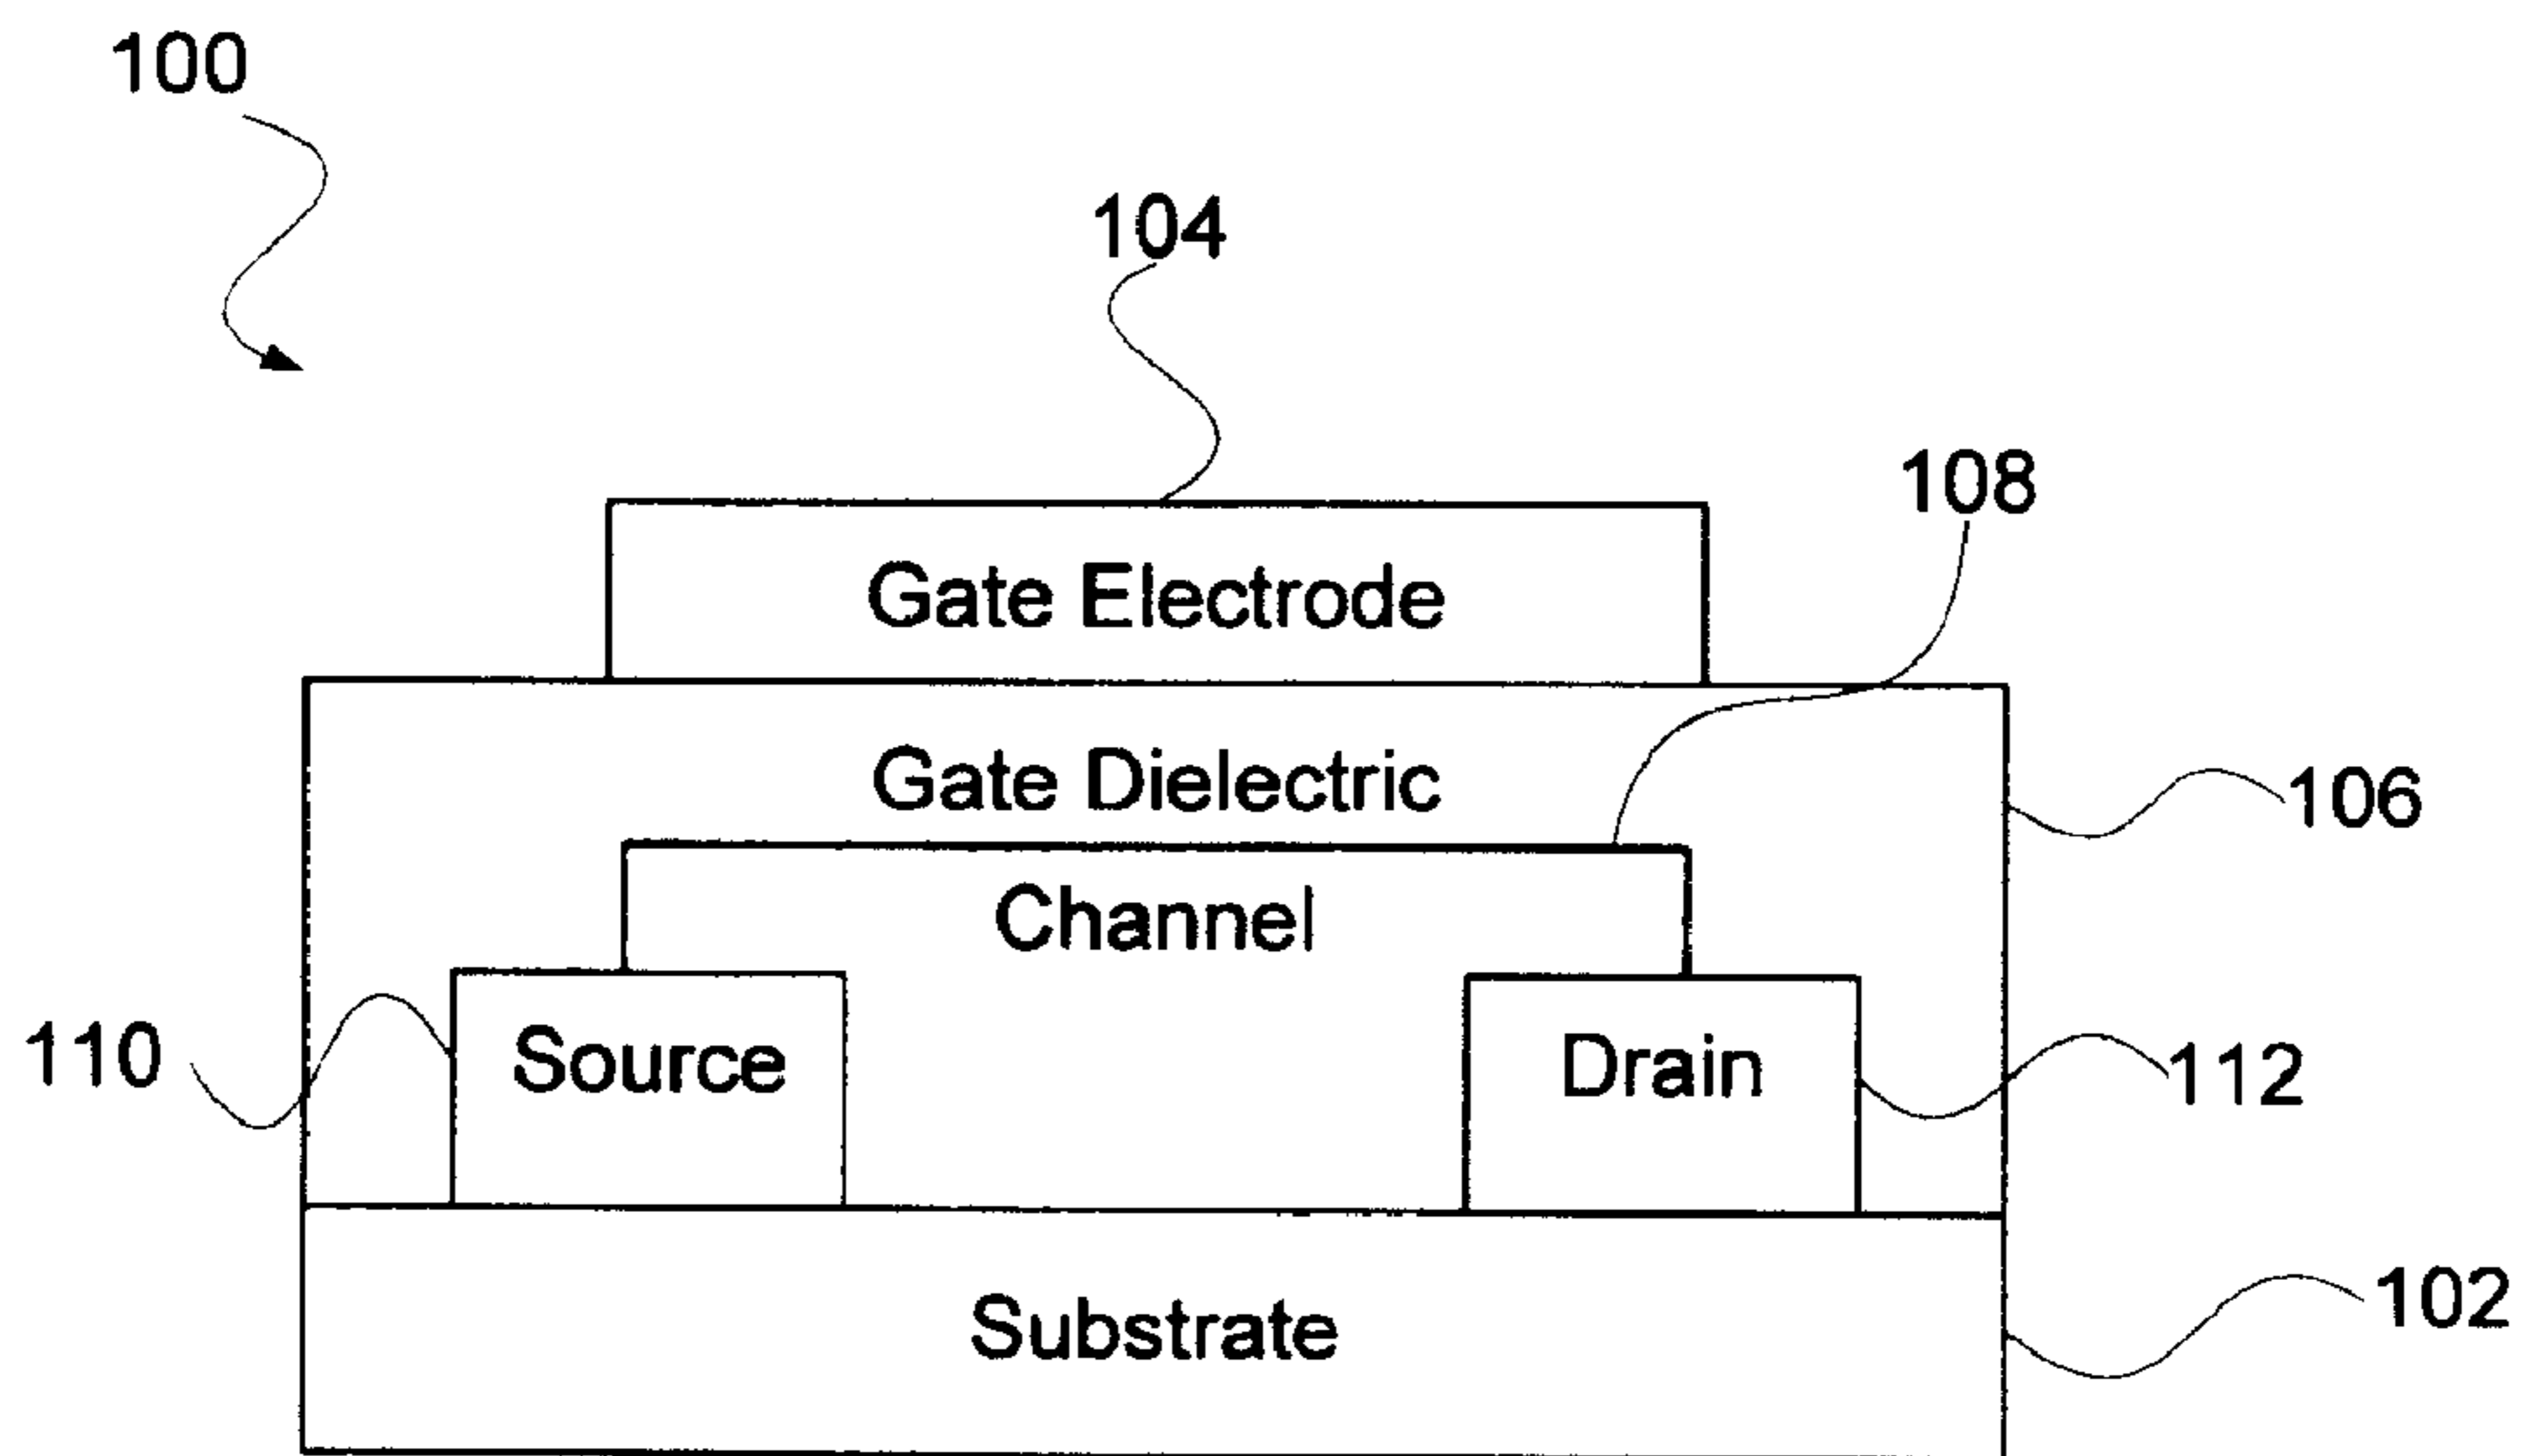 100
104
108
Gate Electrode
Gate Dielectric
106
Channel
110
Source
Drain
112
Substrate
102